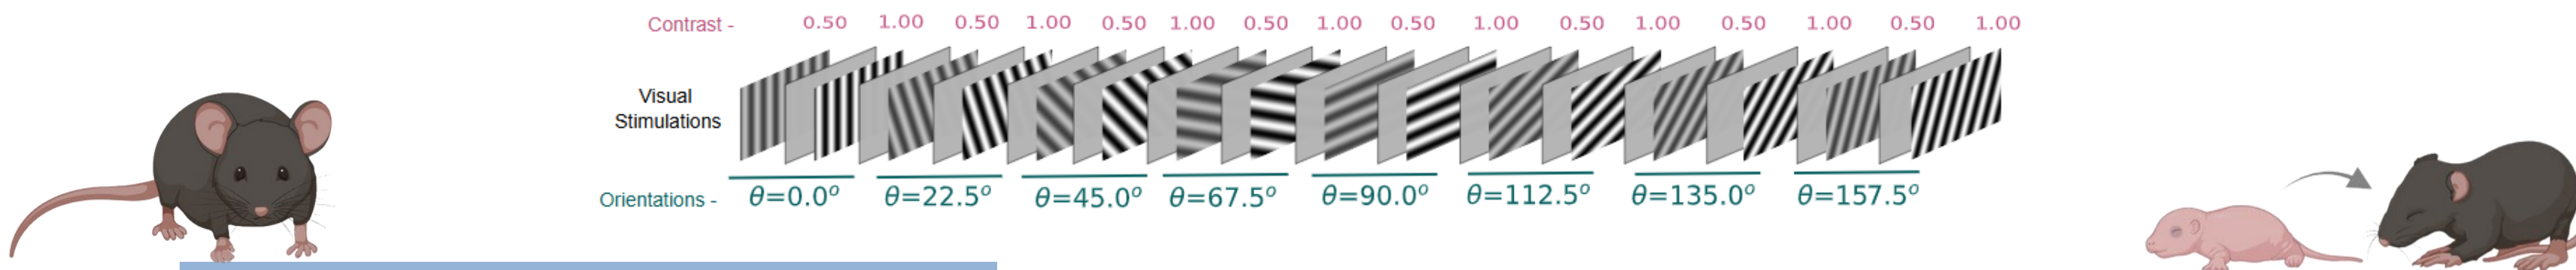 Contrast - 0.50 1.00 0.50 1.00 0.50 1.00 0.50 1.00 0.50 1.00 0.50 1.00 0.50 1.00 0.50 1.00
Visual
Stimulations
Orientations - θ=0.0° θ=22.5° θ=45.0° θ=67.5° θ=90.0° θ=112.5° θ=135.0° θ=157.5°